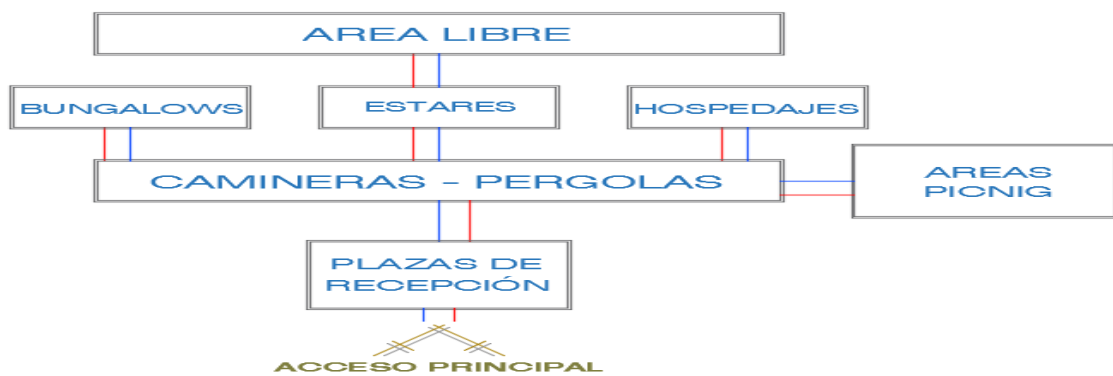 AREA LIBRE
BUNGALOWS
ESTARES
HOSPEDAJES
CAMINERAS - PERGOLAS
AREAS
PICNIG
PLAZAS DE
RECEPCIÓN
ACCESO PRINCIPAL